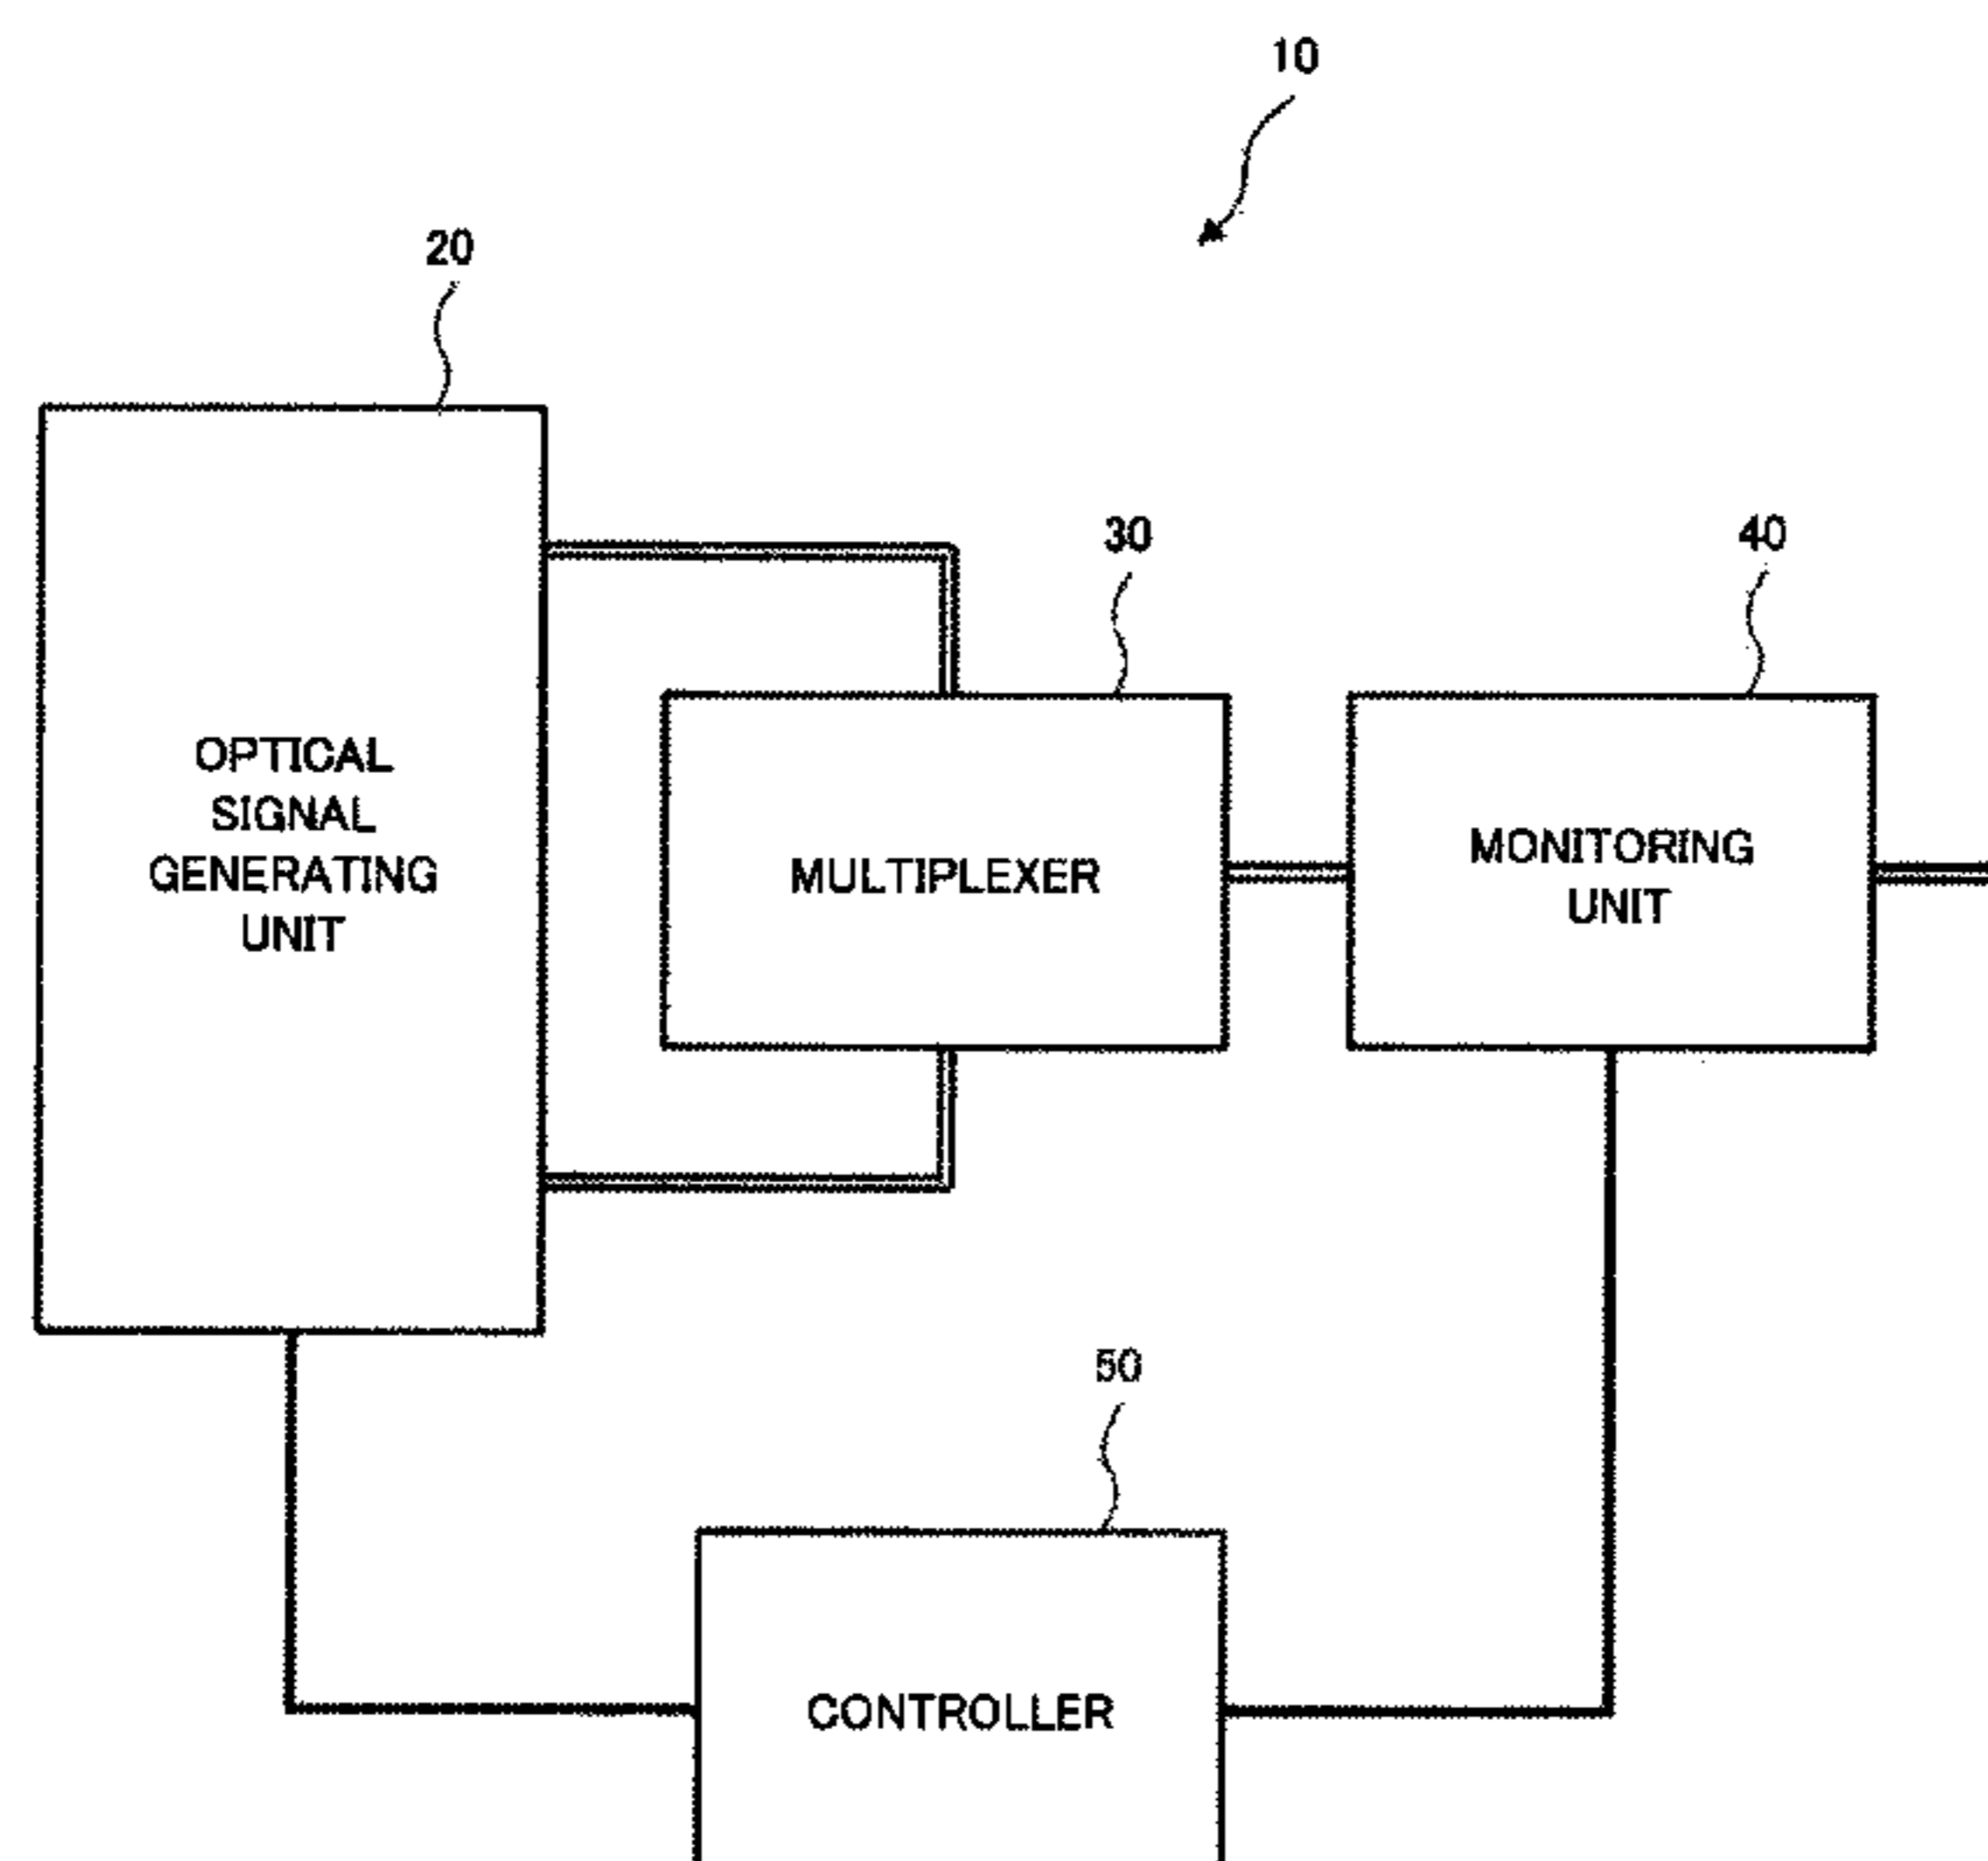 10
20
30
40
OPTICAL
SIGNAL
GENERATING
UNIT
MULTIPLEXER
MONITORING
UNIT
50
CONTROLLER